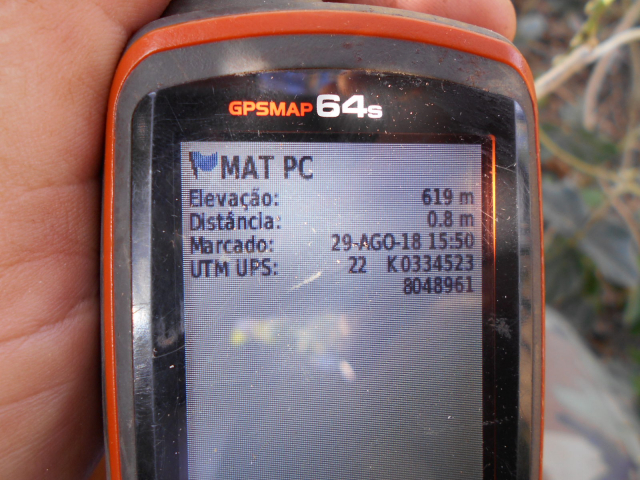 GPSMAP 64s
MAT PC
Elevação: 619 m
Distância: 0.8 m
Marcado: 29-AGO-18 15:50
UTM UPS: 22 K0334523
8048961